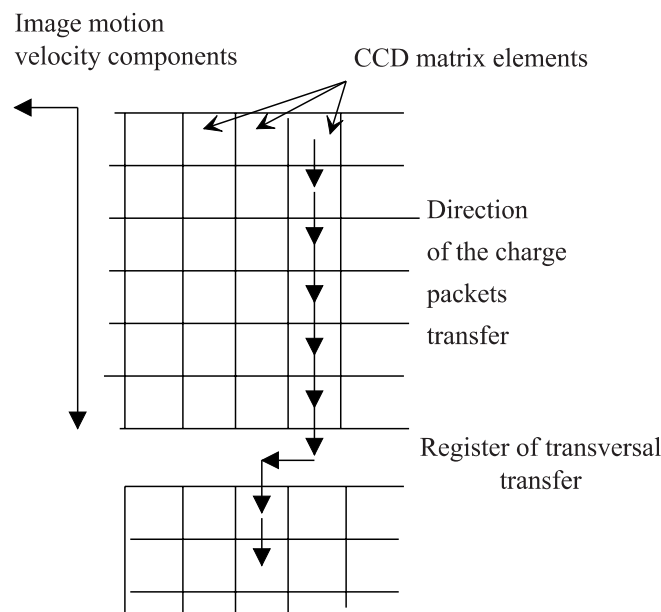 Image motion
velocity components
CCD matrix elements
Direction
of the charge
packets
transfer
Register of transversal
transfer